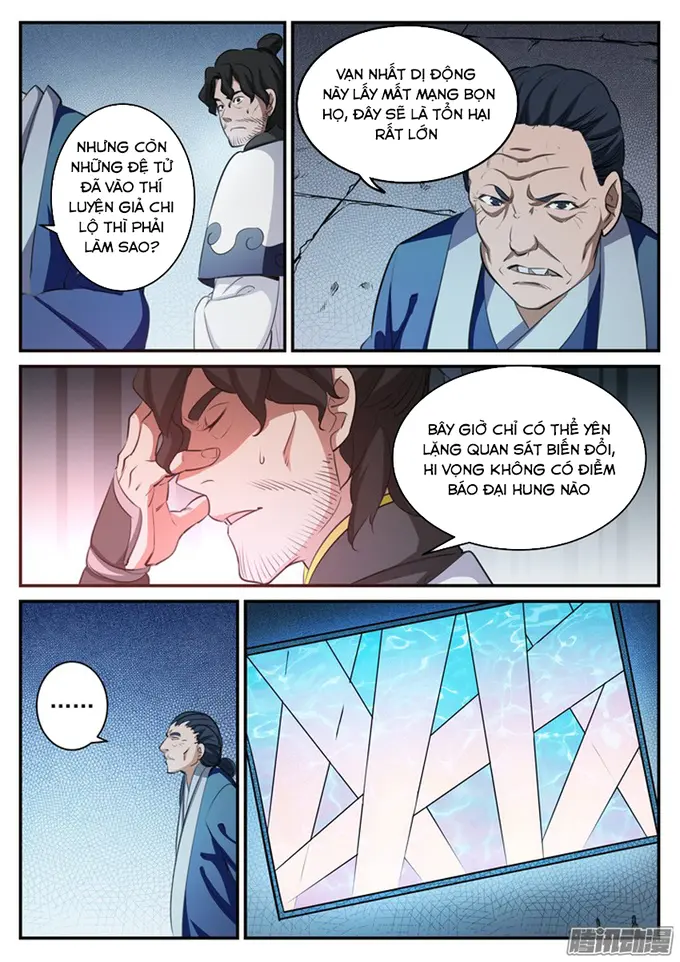 NHƯNG CÒN
NHỮNG ĐỆ TỬ
ĐÃ VÀO THÍ
LUYỆN GIẢ CHI
LỘ THÌ PHẢI
LÀM SAO?
VẠN NHẤT DỊ ĐỘNG
NÀY LẤY MẤT MẠNG BỌN
HỌ, ĐÂY SẼ LÀ TỔN HẠI
RẤT LỚN
BÂY GIỜ CHỈ CÓ THỂ YÊN
LẶNG QUAN SÁT BIẾN ĐỔI,
HI VỌNG KHÔNG CÓ ĐIỀM
BÁO ĐẠI HUNG NÀO
......
腾讯动漫